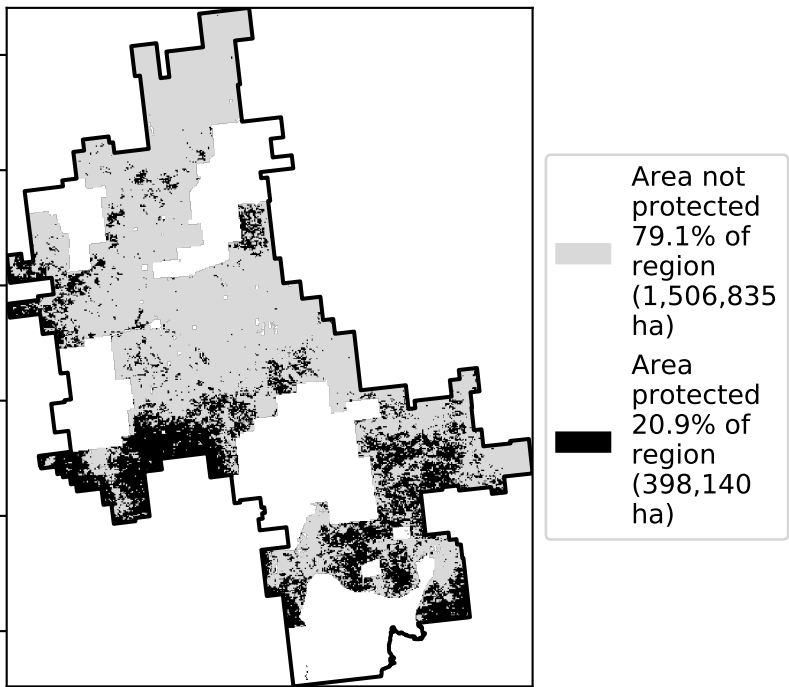 Area not
protected
79.1% of
region
(1,506,835
ha)
Area
protected
20.9% of
region
(398,140
ha)